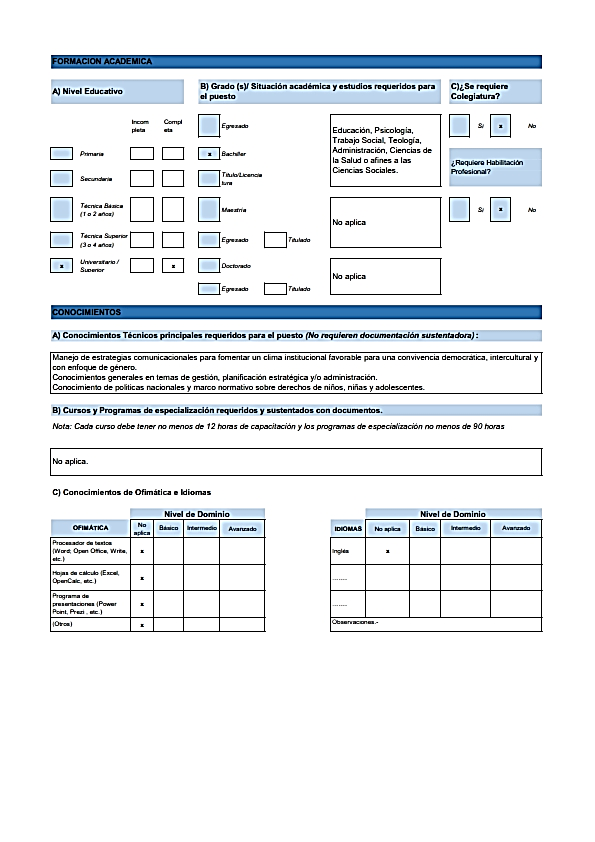 FORMACION ACADEMICA
A) Nivel Educativo
B) Grado (s)/ Situación académica y estudios requeridos para
el puesto
C)¿Se requiere
Colegiatura?
Incom
pleta
Compl
eta
Primaria
Secundaria
Técnica Básica
(1 o 2 años)
Técnica Superior
(3 o 4 años)
x Universitario /
Superior x
Egresado
x Bachiller
Titulo/Licencia
tura
Maestría
Egresado Titulado
Doctorado
Egresado Titulado
Educación, Psicología,
Trabajo Social, Teología,
Administración, Ciencias de
la Salud o afines a las
Ciencias Sociales.
No aplica
No aplica
Si x No
¿Requiere Habilitación
Profesional?
Si x No
CONOCIMIENTOS
A) Conocimientos Técnicos principales requeridos para el puesto (No requieren documentación sustentadora) :
Manejo de estrategias comunicacionales para fomentar un clima institucional favorable para una convivencia democrática, intercultural y
con enfoque de género.
Conocimientos generales en temas de gestión, planificación estratégica y/o administración.
Conocimiento de políticas nacionales y marco normativo sobre derechos de niños, niñas y adolescentes.
B) Cursos y Programas de especialización requeridos y sustentados con documentos.
Nota: Cada curso debe tener no menos de 12 horas de capacitación y los programas de especialización no menos de 90 horas
No aplica.
C) Conocimientos de Ofimática e Idiomas
Nivel de Dominio
OFIMÁTICA No
aplica Básico Intermedio Avanzado
Procesador de textos
(Word; Open Office, Write,
etc.) x
Hojas de cálculo (Excel,
OpenCalc, etc.) x
Programa de
presentaciones (Power
Point, Prezi , etc.) x
(Otros) x
Nivel de Dominio
IDIOMAS No aplica Básico Intermedio Avanzado
Inglés x
........
........
Observaciones.-